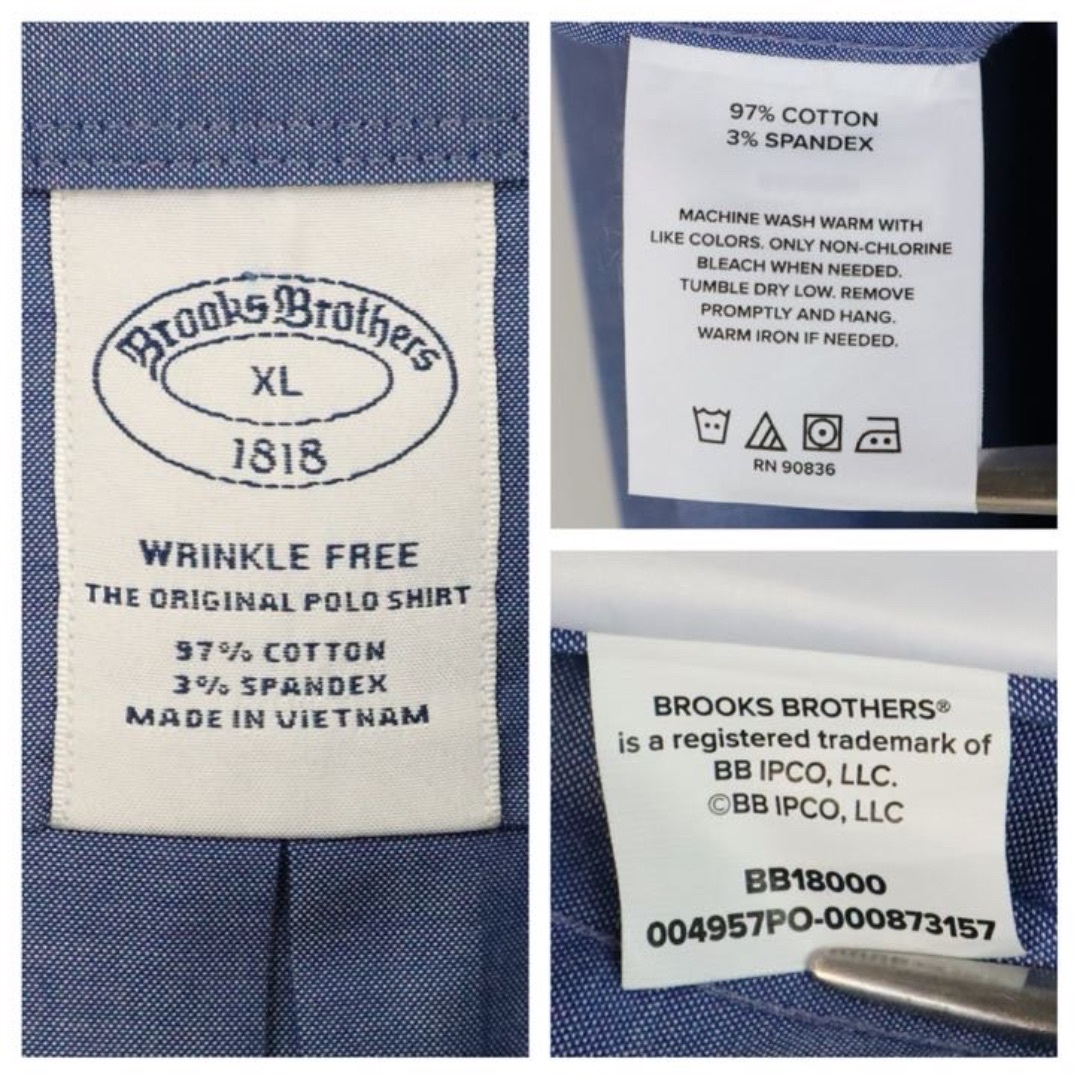 Brooks Brothers
XL
1818
WRINKLE FREE
THE ORIGINAL POLO SHIRT
97% COTTON
3% SPANDEX
MADE IN VIETNAM
97% COTTON
3% SPANDEX
MACHINE WASH WARM WITH
LIKE COLORS. ONLY NON-CHLORINE
BLEACH WHEN NEEDED.
TUMBLE DRY LOW. REMOVE
PROMPTLY AND HANG.
WARM IRON IF NEEDED.
RN 90836
BROOKS BROTHERS®
is a registered trademark of
BB IPCO, LLC.
©BB IPCO, LLC
BB18000
004957PO-000873157